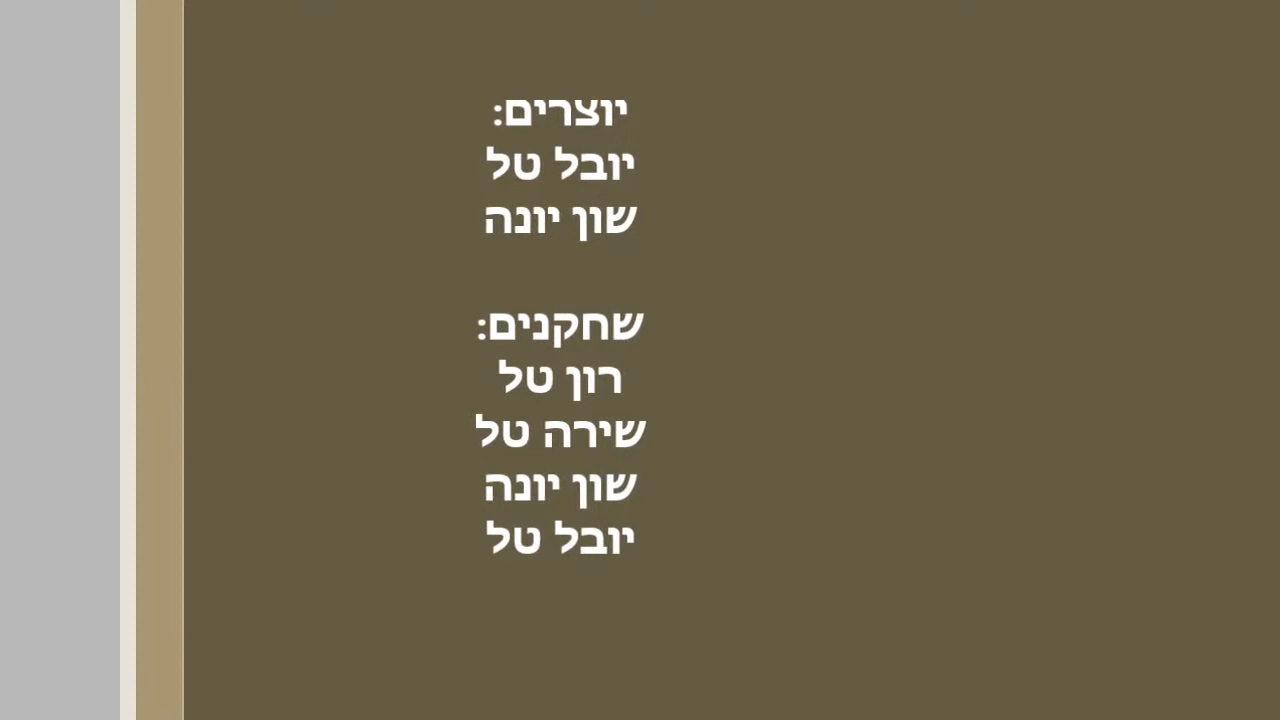 יוצרים:
יובל טל
שון יונה
שחקנים:
רון טל
שירה טל
שון יונה
יובל טל